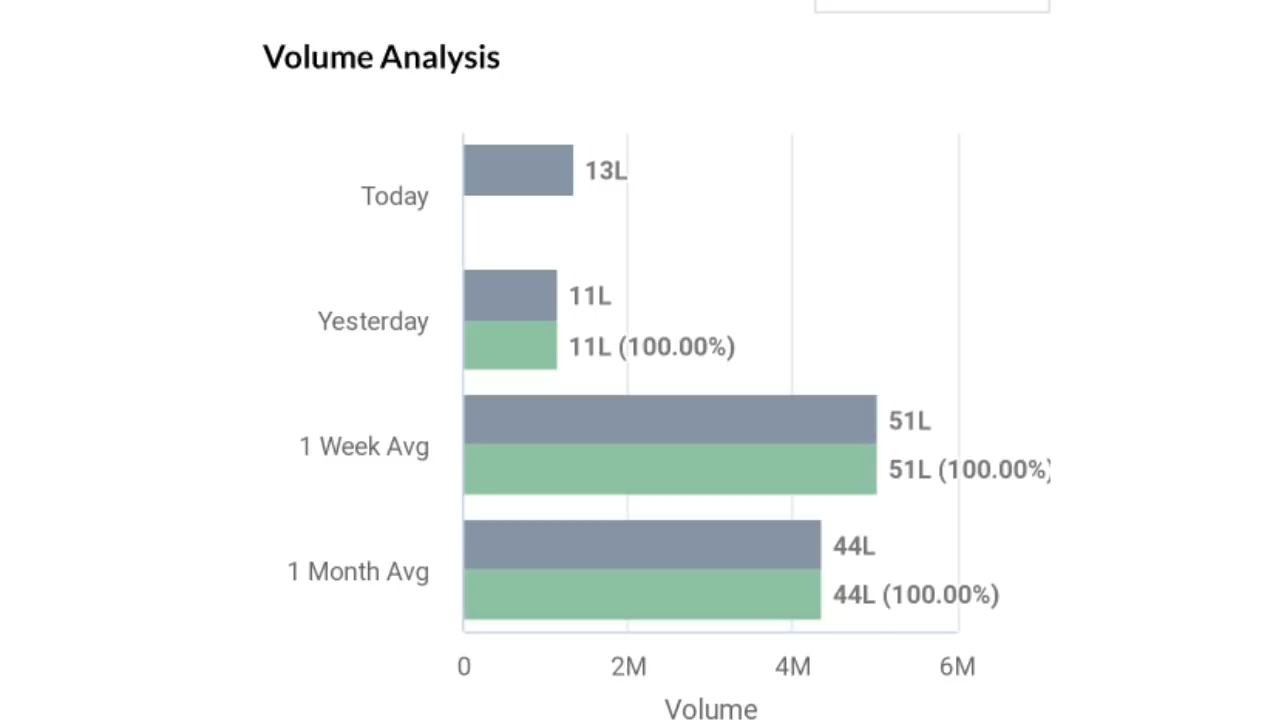 Volume Analysis
Today
13L
Yesterday
11L
11L (100.00%)
1 Week Avg
51L
51L (100.00%)
1 Month Avg
44L
44L (100.00%)
0 2M 4M 6M
Volume